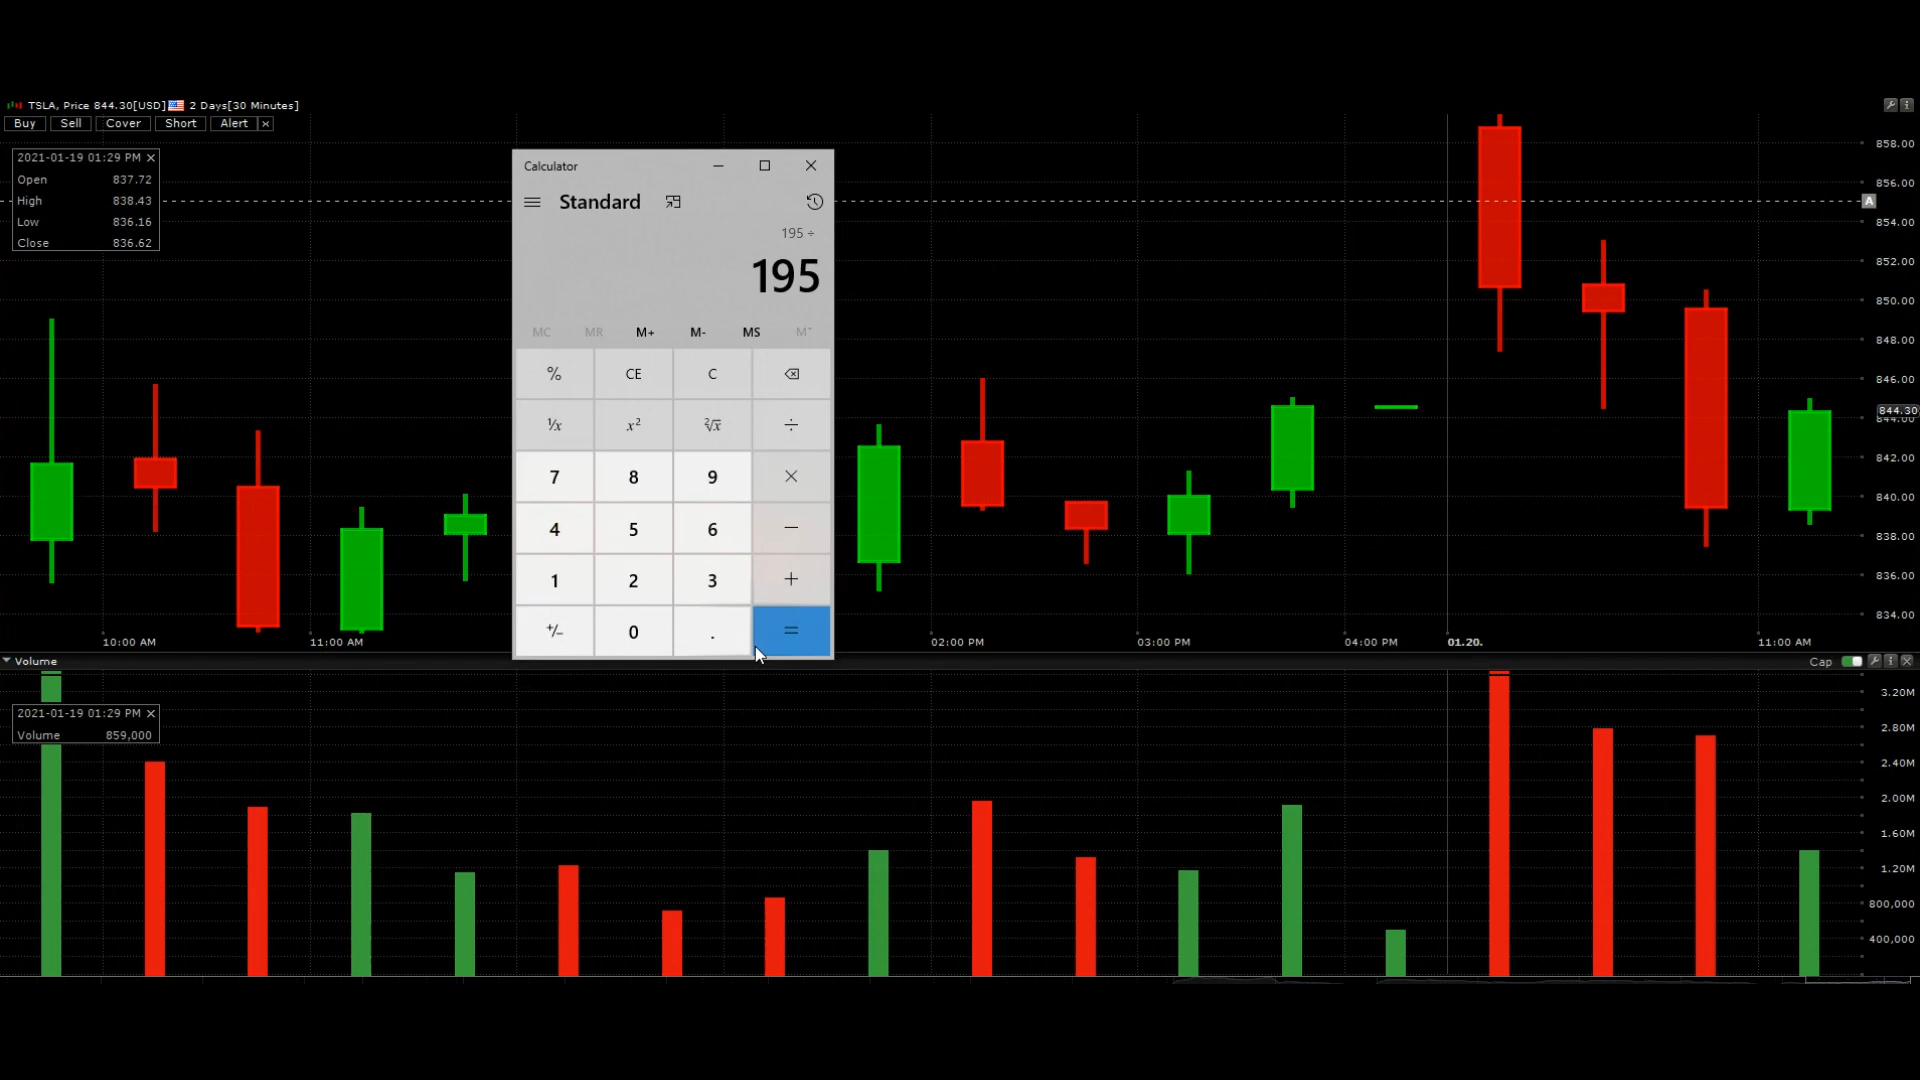 TSLA, Price 844.30[USD] 2 Days[30 Minutes]
Buy Sell Cover Short Alert ×
2021-01-19 01:29 PM ×
Open 837.72
High 838.43
Low 836.16
Close 836.62
Calculator
Standard
195 ÷
195
MC MR M+ M- MS M˅
% CE C
¹/x x² ²√x ÷
7 8 9 ×
4 5 6 −
1 2 3 +
+/− 0 . =
858.00
856.00
A
854.00
852.00
850.00
848.00
846.00
844.30
844.00
842.00
840.00
838.00
836.00
834.00
10:00 AM 11:00 AM 02:00 PM 03:00 PM 04:00 PM 01.20. 11:00 AM
Volume Cap
2021-01-19 01:29 PM ×
Volume 859,000
3.20M
2.80M
2.40M
2.00M
1.60M
1.20M
800,000
400,000